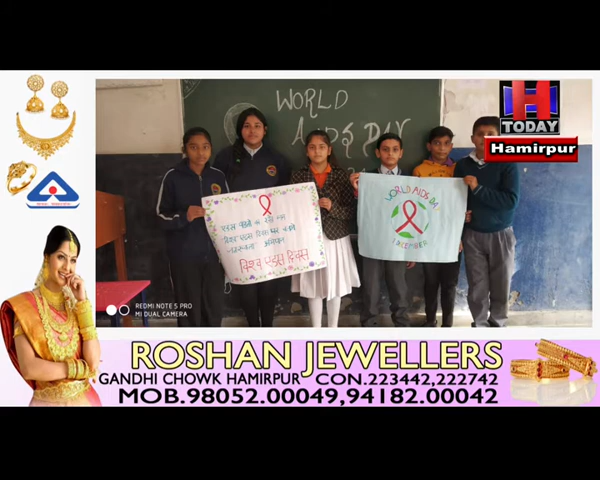 WORLD
AIDS DAY
H
TODAY
Hamirpur
विश्व एड्स दिवस
WORLD AIDS DAY
1 DECEMBER
REDMI NOTE 5 PRO
MI DUAL CAMERA
ROSHAN JEWELLERS
GANDHI CHOWK HAMIRPUR CON.223442,222742
MOB.98052.00049,94182.00042